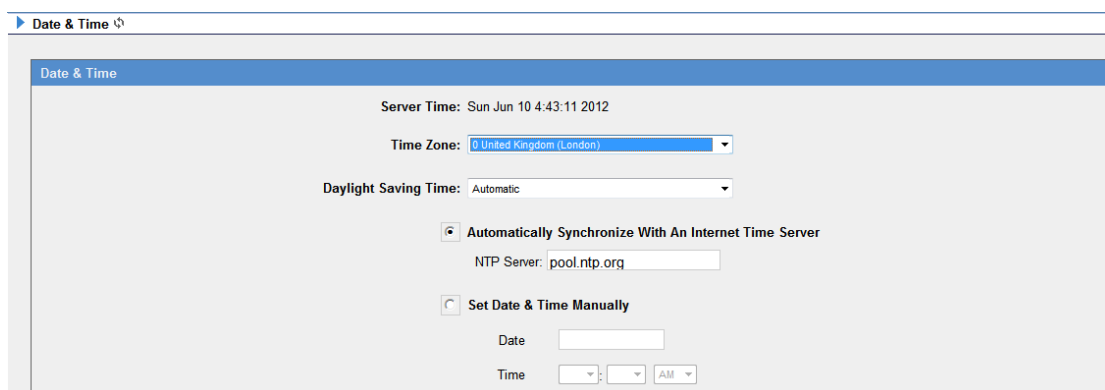 Date & Time
Date & Time
Server Time: Sun Jun 10 4:43:11 2012
Time Zone: 0 United Kingdom (London)
Daylight Saving Time: Automatic
Automatically Synchronize With An Internet Time Server
NTP Server: pool.ntp.org
Set Date & Time Manually
Date
Time : AM